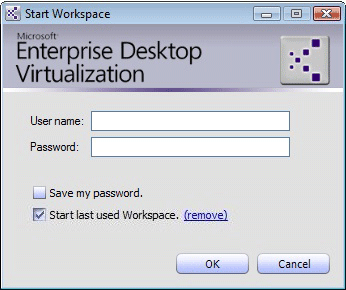 Start Workspace
Microsoft
Enterprise Desktop
Virtualization
User name:
Password:
Save my password.
Start last used Workspace. (remove)
OK Cancel